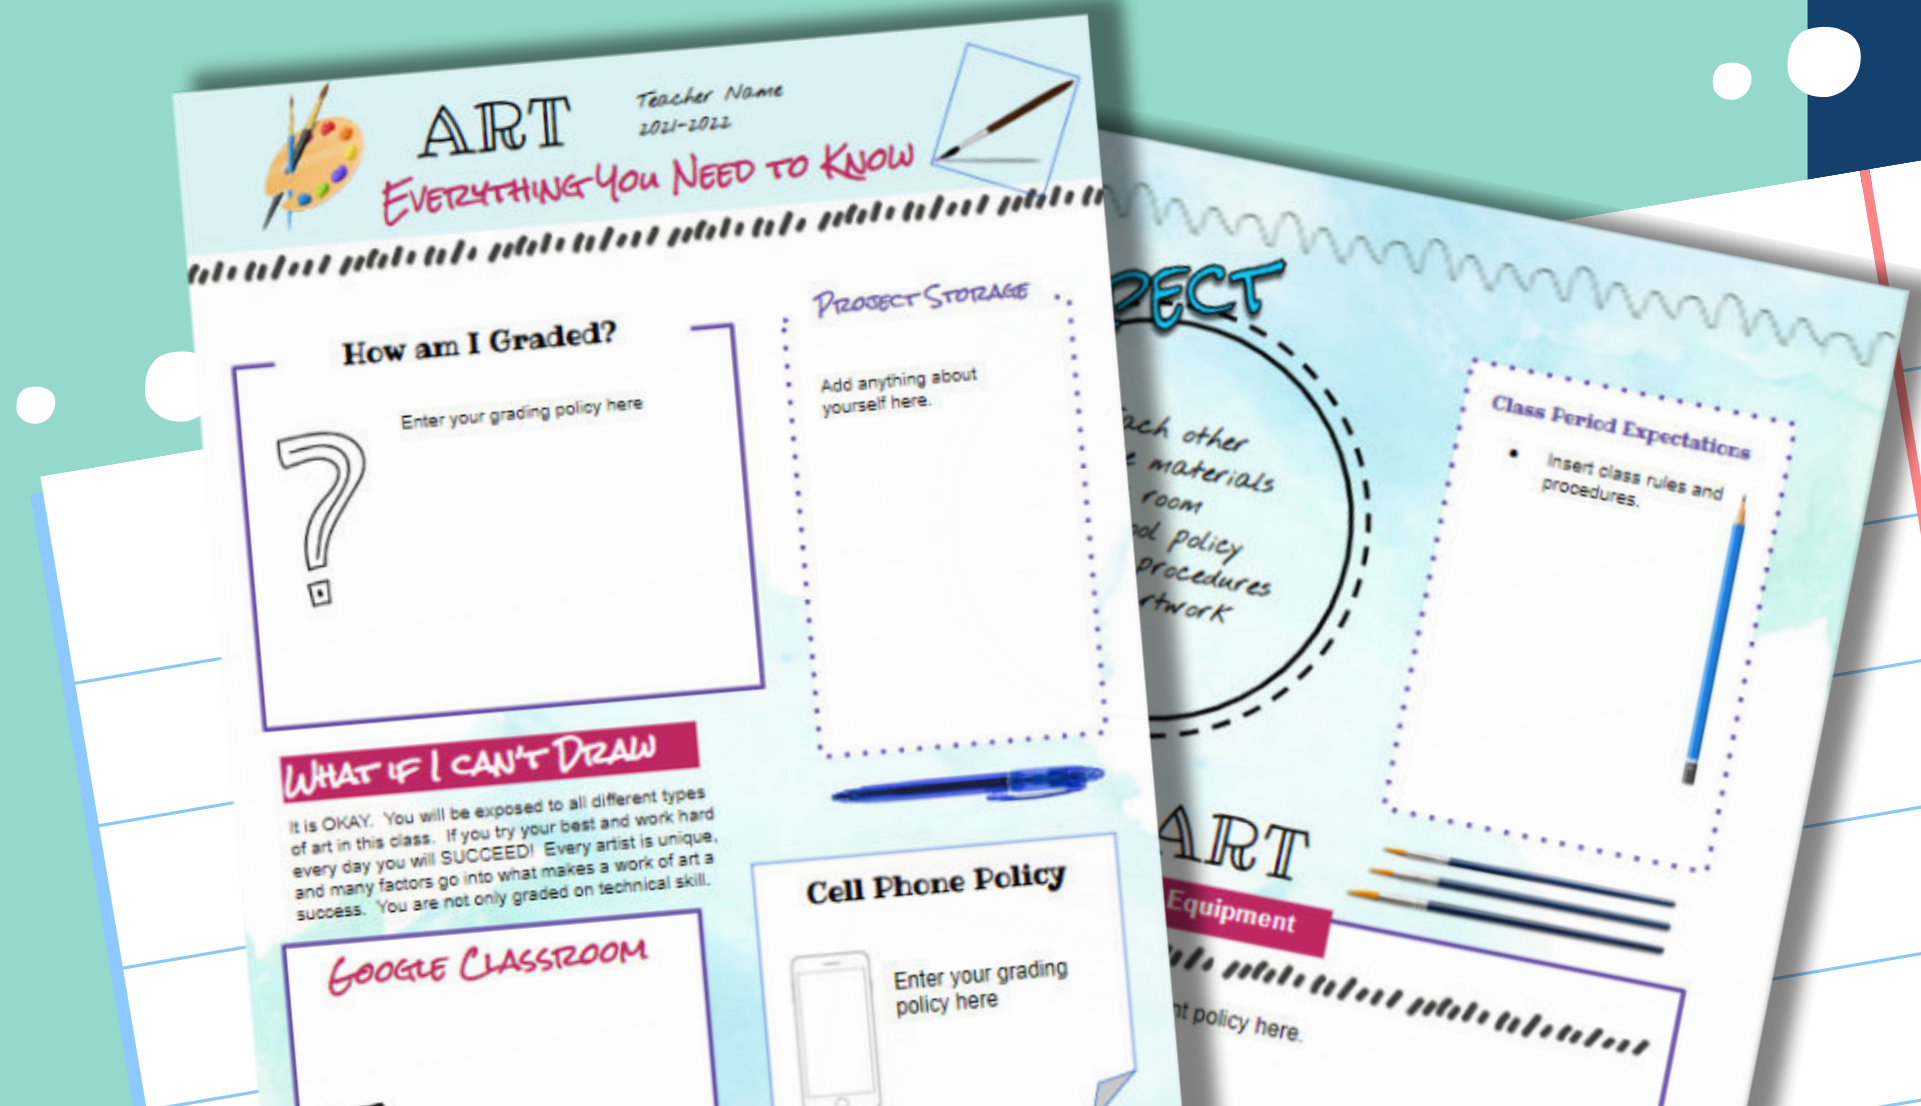 ART
Teacher Name
2021-2022
Everything You Need to Know
How am I Graded?
Enter your grading policy here
Project Storage
Add anything about
yourself here.
What if I can't Draw
It is OKAY.  You will be exposed to all different types
of art in this class.  If you try your best and work hard
every day you will SUCCEED!  Every artist is unique,
and many factors go into what makes a work of art a
success.  You are not only graded on technical skill.
Google Classroom
Cell Phone Policy
Enter your grading
policy here
PECT
ach other
materials
room
policy
procedures
rtwork
Class Period Expectations
• Insert class rules and
procedures.
ART
Equipment
nt policy here.